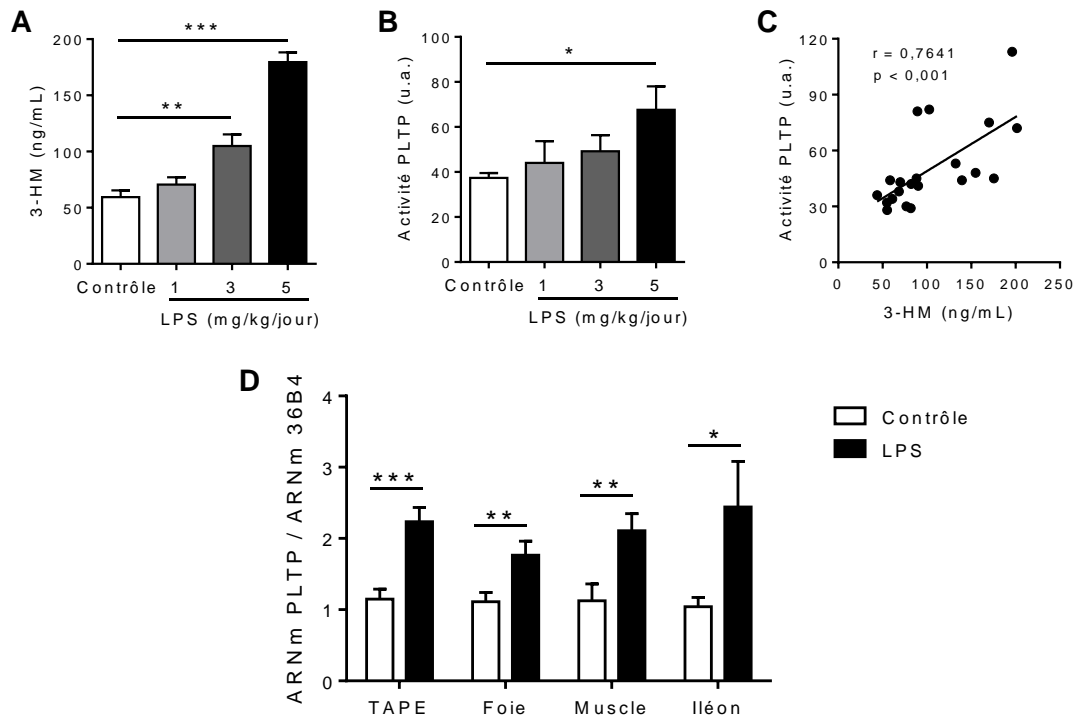 A
3-HM (ng/mL)
200
150
100
50
0
***
**
Contrôle 1 3 5
LPS (mg/kg/jour)
B
Activité PLTP (u.a.)
100
80
60
40
20
0
*
Contrôle 1 3 5
LPS (mg/kg/jour)
C
Activité PLTP (u.a.)
r = 0,7641
p < 0,001
120
90
60
30
0
0 50 100 150 200 250
3-HM (ng/mL)
D
ARNm PLTP / ARNm 36B4
4
3
2
1
0
***
**
**
*
TAPE Foie Muscle Iléon
Contrôle
LPS